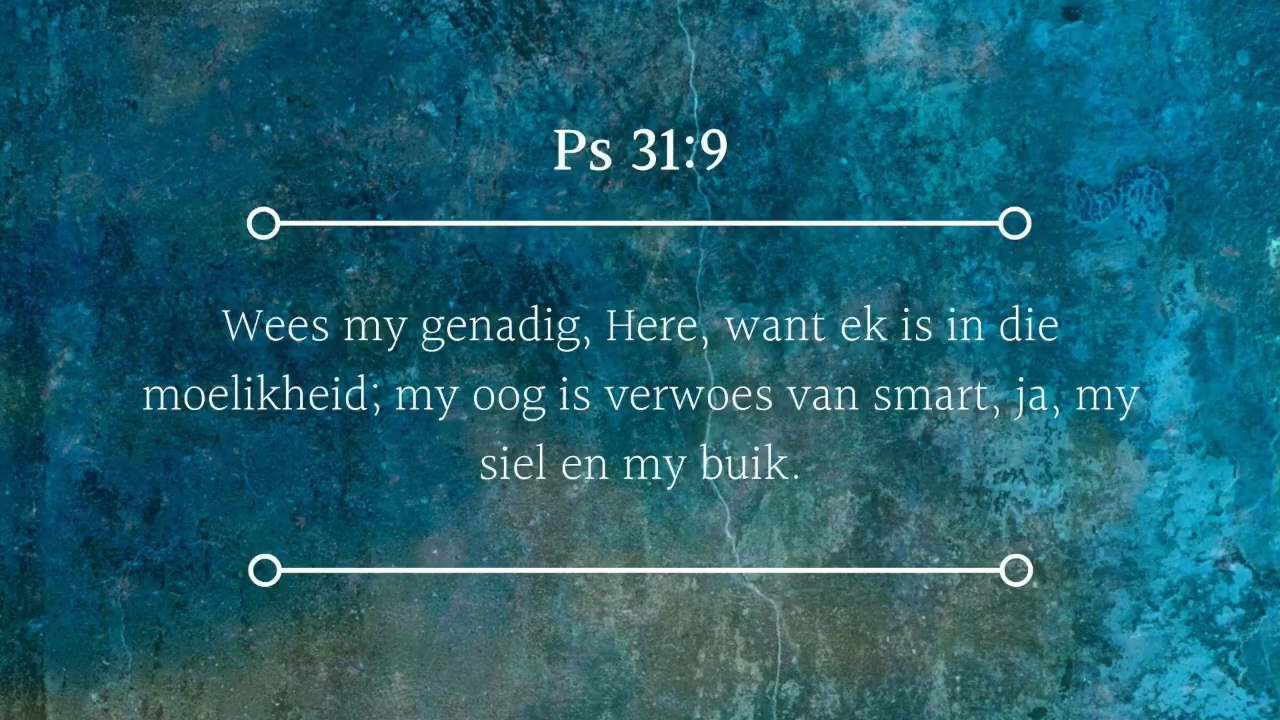 Ps 31:9
Wees my genadig, Here, want ek is in die
moelikheid; my oog is verwoes van smart, ja, my
siel en my buik.